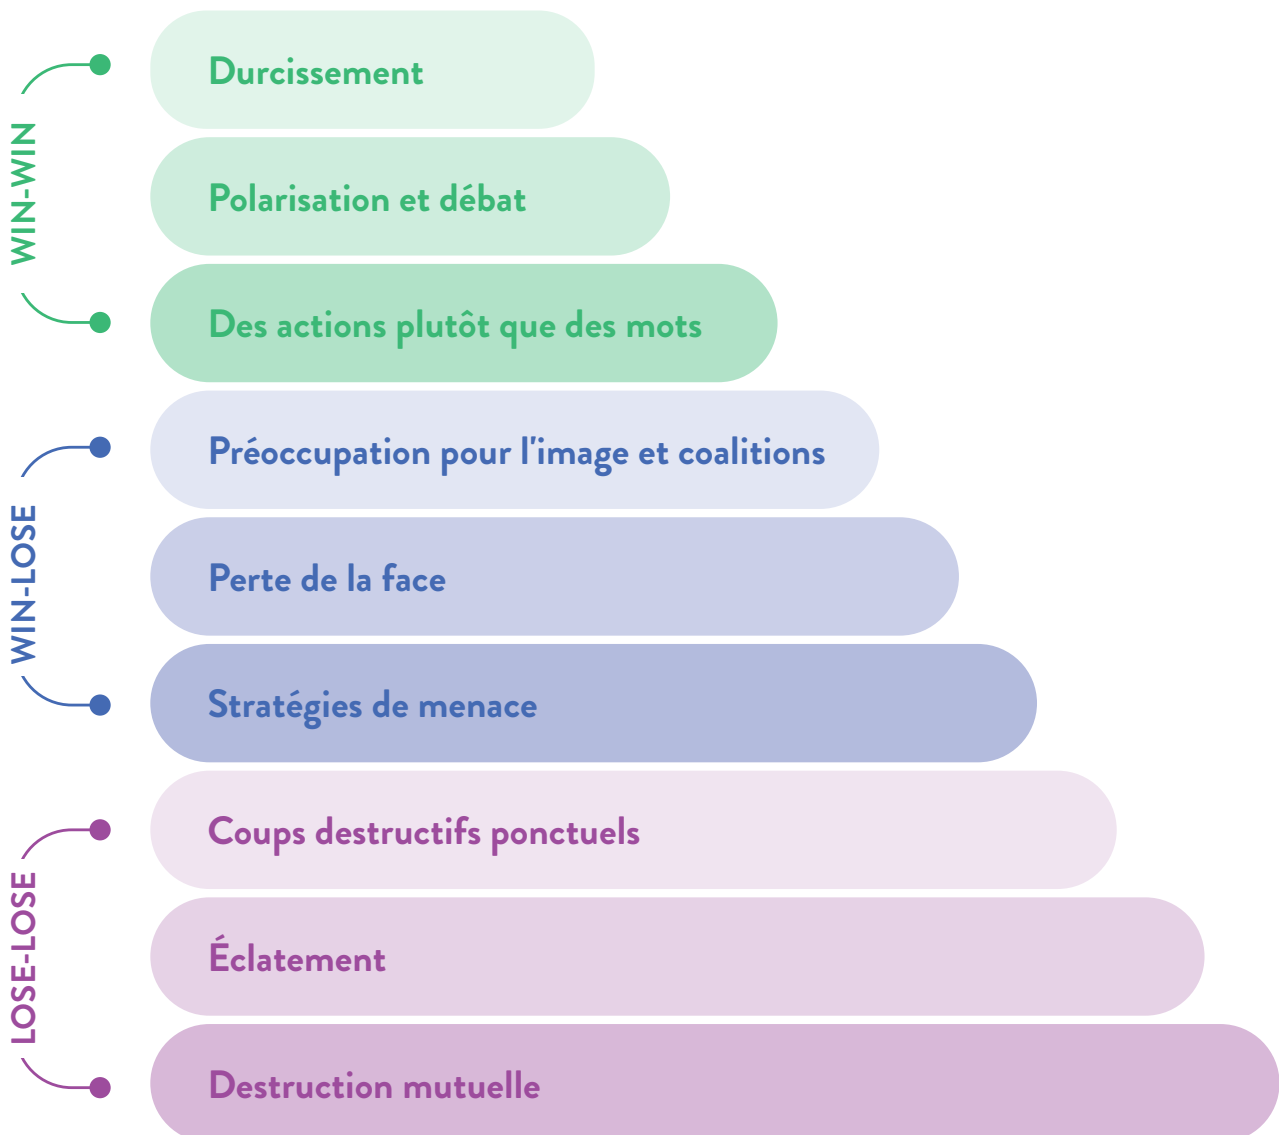 WIN-WIN
Durcissement
Polarisation et débat
Des actions plutôt que des mots
WIN-LOSE
Préoccupation pour l'image et coalitions
Perte de la face
Stratégies de menace
LOSE-LOSE
Coups destructifs ponctuels
Éclatement
Destruction mutuelle